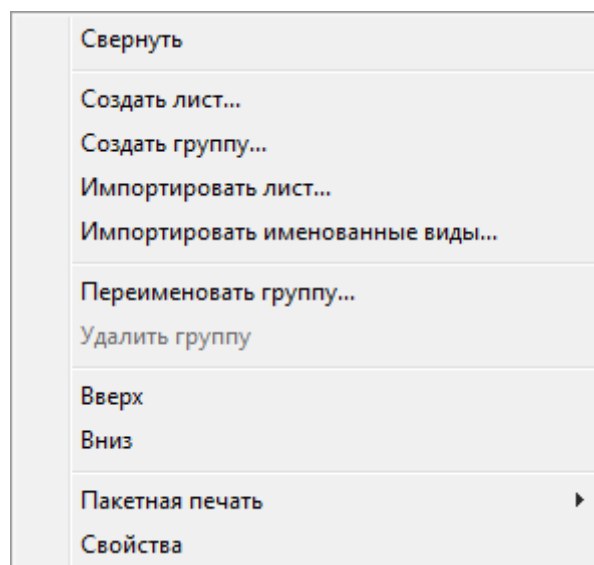 Свернуть
Создать лист...
Создать группу...
Импортировать лист...
Импортировать именованные виды...
Переименовать группу...
Удалить группу
Вверх
Вниз
Пакетная печать
Свойства